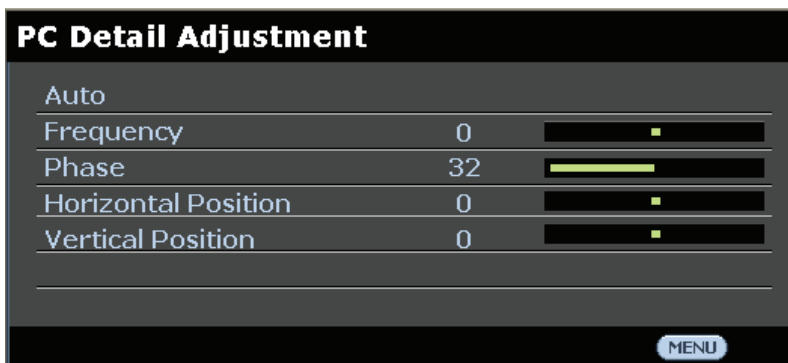 PC Detail Adjustment
Auto
Frequency 0
Phase 32
Horizontal Position 0
Vertical Position 0
MENU